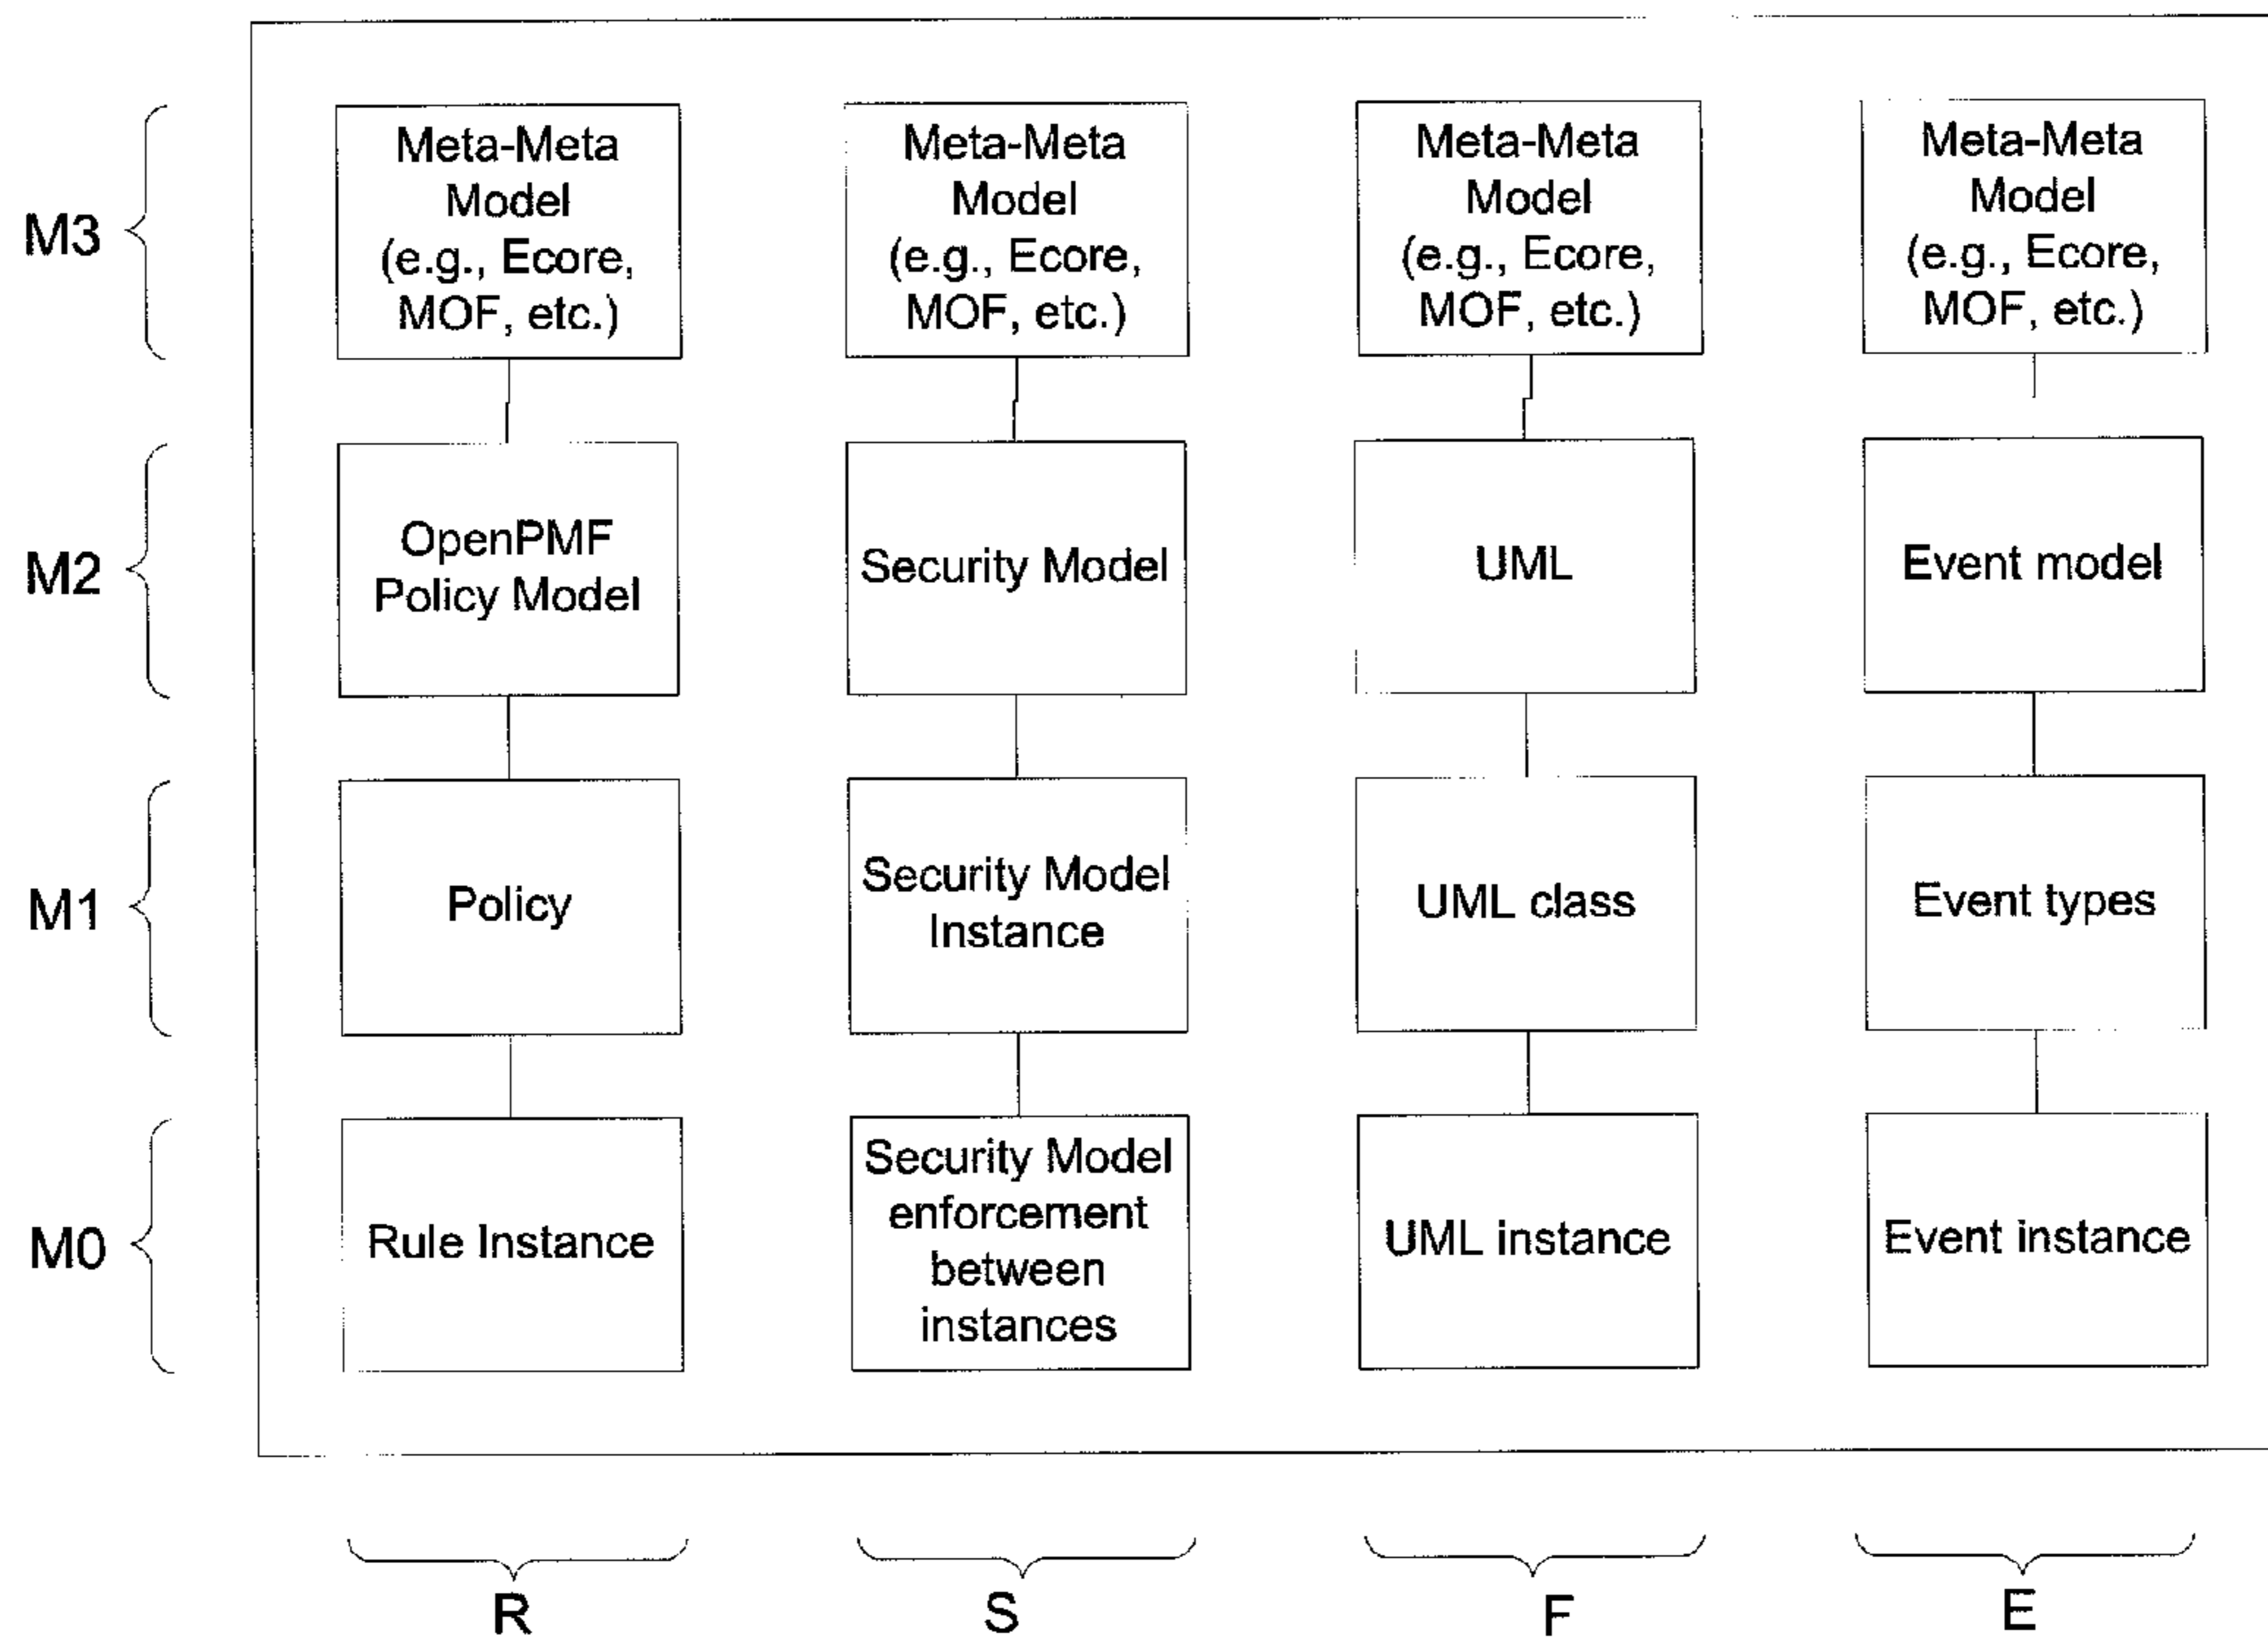 M3
Meta-Meta
Model
(e.g., Ecore,
MOF, etc.)
Meta-Meta
Model
(e.g., Ecore,
MOF, etc.)
Meta-Meta
Model
(e.g., Ecore,
MOF, etc.)
Meta-Meta
Model
(e.g., Ecore,
MOF, etc.)
M2
OpenPMF
Policy Model
Security Model
UML
Event model
M1
Policy
Security Model
Instance
UML class
Event types
M0
Rule Instance
Security Model
enforcement
between
instances
UML instance
Event instance
R
S
F
E